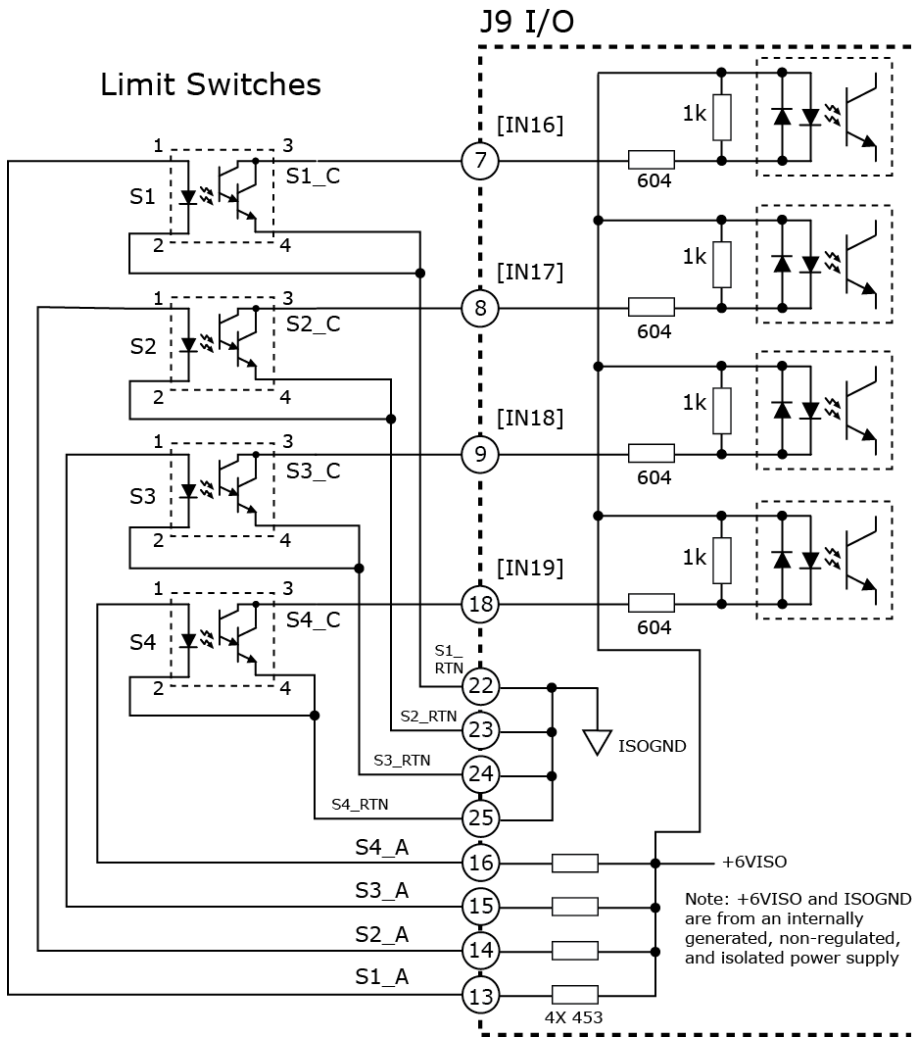 J9 I/O
Limit Switches
[IN16]
1k
604
7
1
3
S1_C
S1
2
4
[IN17]
1k
604
8
1
3
S2_C
S2
2
4
[IN18]
1k
604
9
1
3
S3_C
S3
2
4
[IN19]
1k
604
18
1
3
S4_C
S4
2
4
S1_
RTN
22
S2_RTN
23
ISOGND
S3_RTN
24
S4_RTN
25
S4_A
16
+6VISO
S3_A
15
S2_A
14
S1_A
13
4X 453
Note: +6VISO and ISOGND
are from an internally
generated, non-regulated,
and isolated power supply